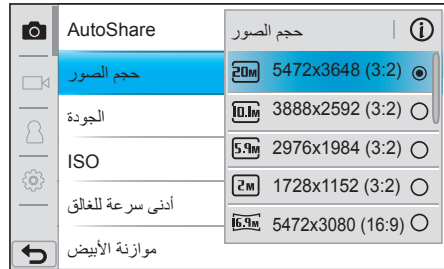 AutoShare
حجم الصور
الجودة
ISO
أدنى سرعة للغالق
موازنة الأبيض
حجم الصور
20M 5472x3648 (3:2)
10.1M 3888x2592 (3:2)
5.9M 2976x1984 (3:2)
2M 1728x1152 (3:2)
16.9M 5472x3080 (16:9)